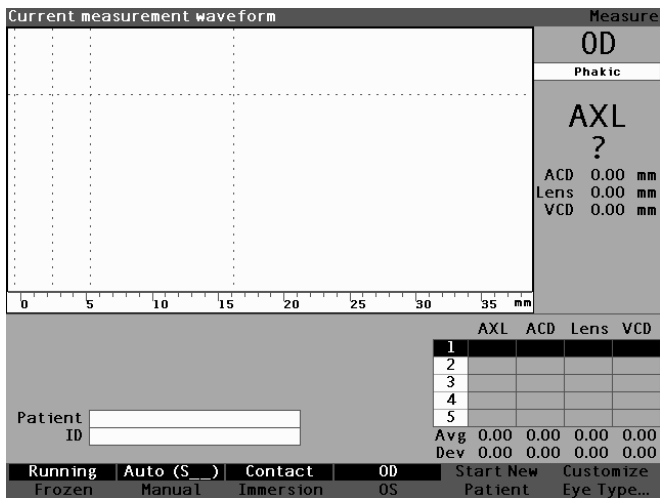 Current measurement waveform Measure
OD
Phakic
AXL
?
ACD 0.00 mm
Lens 0.00 mm
VCD 0.00 mm
0 5 10 15 20 25 30 35 mm
AXL ACD Lens VCD
1
2
3
4
5
Patient
ID
Avg 0.00 0.00 0.00 0.00
Dev 0.00 0.00 0.00 0.00
Running Auto (S__) Contact OD Start New Customize
Frozen Manual Immersion OS Patient Eye Type...